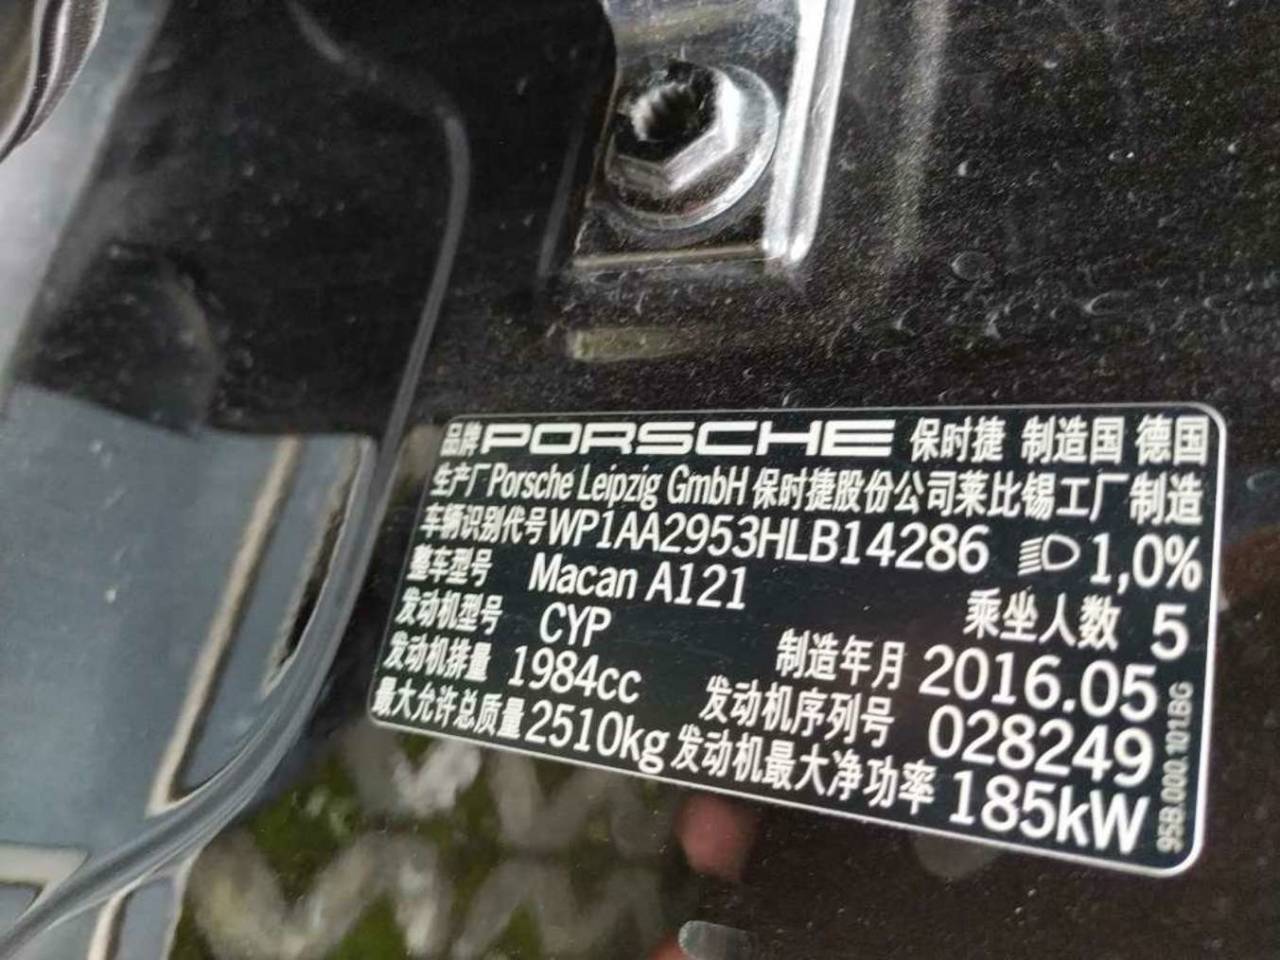 品牌 PORSCHE 保时捷 制造国 德国
生产厂 Porsche Leipzig GmbH 保时捷股份公司莱比锡工厂制造
车辆识别代号 WP1AA2953HLB14286 1,0%
整车型号 Macan A121 乘坐人数 5
发动机型号 CYP 制造年月 2016.05
发动机排量 1984cc 发动机序列号 028249
最大允许总质量 2510kg 发动机最大净功率 185kW
95B.000.101.BG